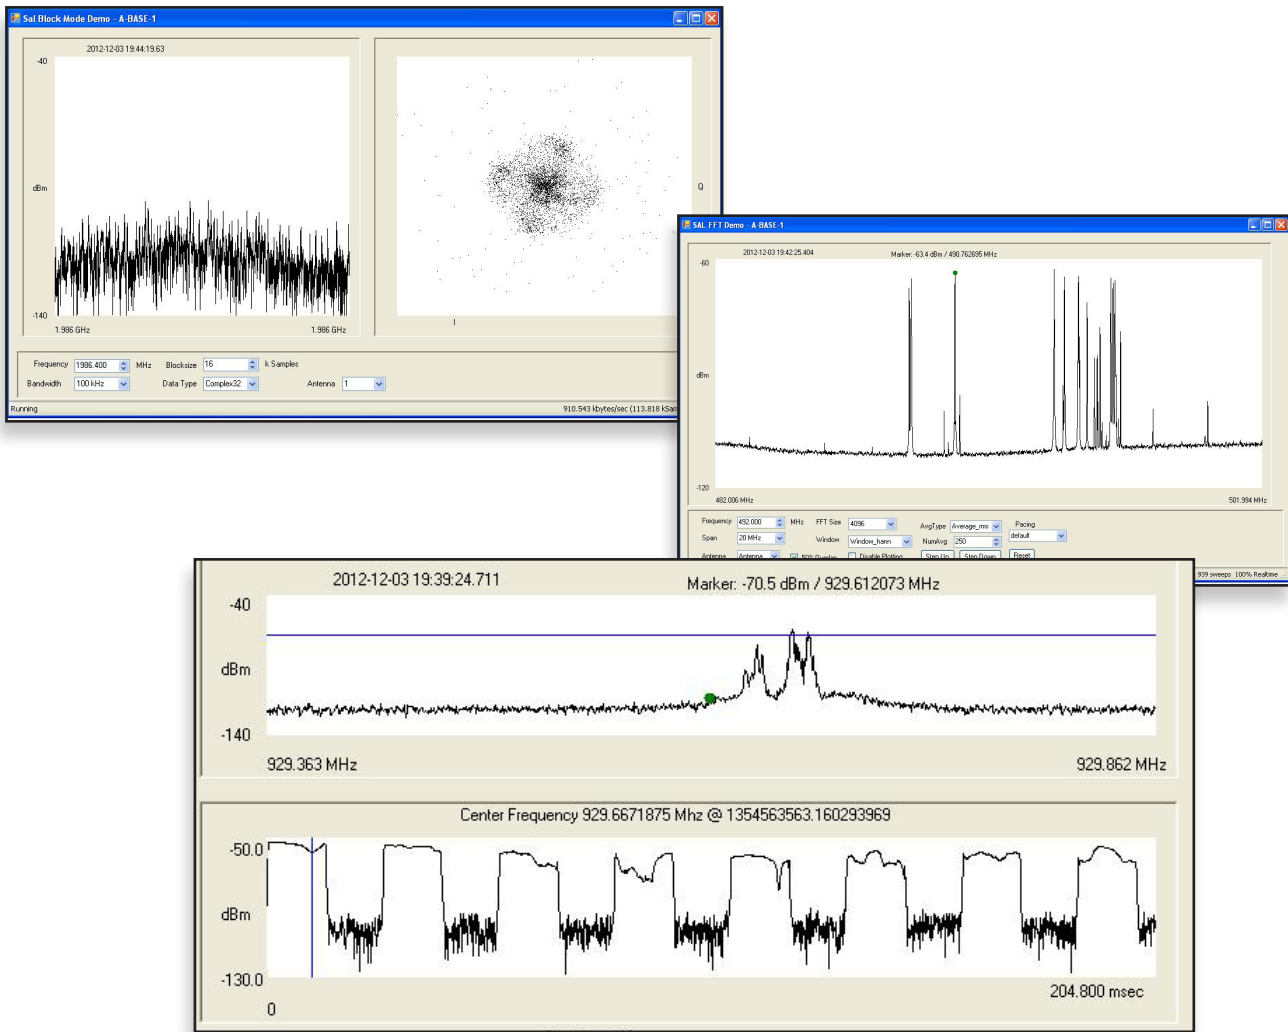 Sal Block Mode Demo - A-BASE-1
2012-12-03 19:44:19.63
-40
dBm
Q
-140
1.986 GHz 1.986 GHz
I
Frequency 1986.400 MHz Blocksize 16 k Samples
Bandwidth 100 kHz Data Type Complex32 Antenna 1
Running 910.543 kbytes/sec (113.818 kSam
SAL FFT Demo - A-BASE-1
2012-12-03 19:42:25.404 Marker: -63.4 dBm / 490.762695 MHz
-60
dBm
-120
482.006 MHz 501.994 MHz
Frequency 492.000 MHz FFT Size 4096 AvgType Average_rms Pacing
Span 20 MHz Window Window_hann NumAvg 250 default
Antenna Antenna 50% Overlap Disable Plotting Step Up Step Down Reset
939 sweeps 100% Realtime
2012-12-03 19:39:24.711 Marker: -70.5 dBm / 929.612073 MHz
-40
dBm
-140
929.363 MHz 929.862 MHz
Center Frequency 929.6671875 Mhz @ 1354563563.160293969
-50.0
dBm
-130.0
204.800 msec
0